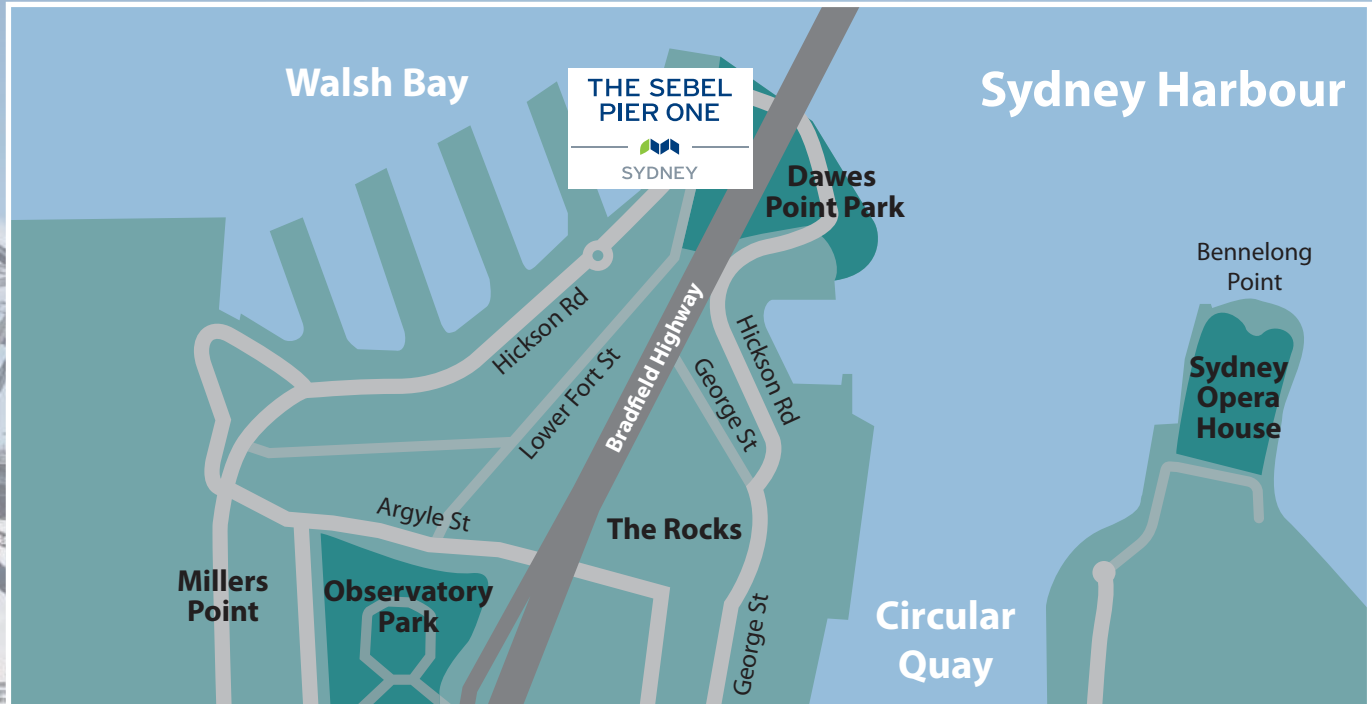 Walsh Bay
THE SEBEL
PIER ONE
SYDNEY
Sydney Harbour
Dawes
Point Park
Bennelong
Point
Hickson Rd
Lower Fort St
Bradfield Highway
George St
Hickson Rd
Sydney
Opera
House
Argyle St
The Rocks
Millers
Point
Observatory
Park
George St
Circular
Quay